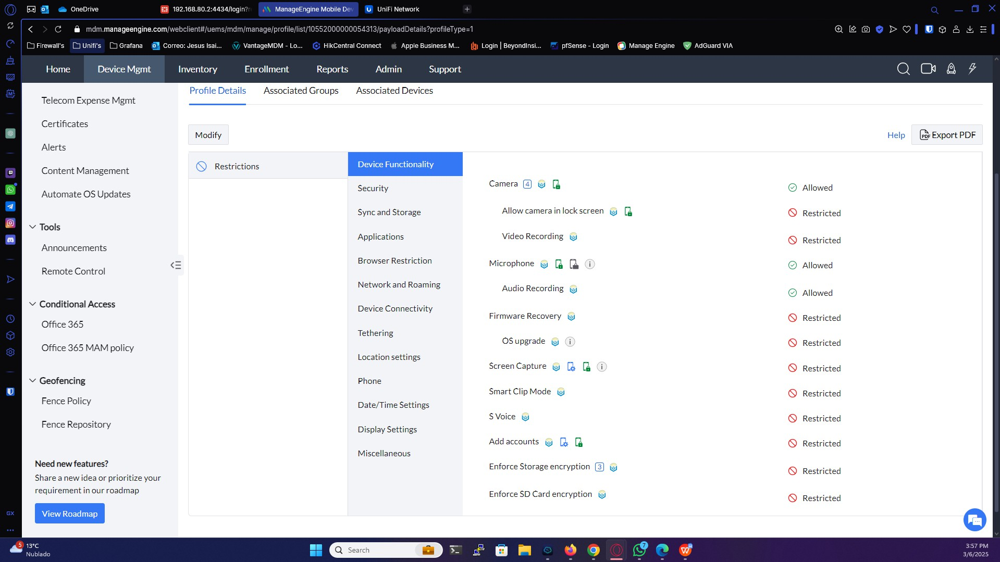 OneDrive
192.168.80.2:4434/login?r
ManageEngine Mobile Dev
UniFi Network
mdm.manageengine.com/webclient#/uems/mdm/manage/profile/list/10552000000054313/payloadDetails?profileType=1
Firewall's
Unifi's
Grafana
Correo: Jesus Isai...
VantageMDM - Lo...
HikCentral Connect
Apple Business M...
Login | BeyondInsi...
pfSense - Login
Manage Engine
AdGuard VIA
Home
Device Mgmt
Inventory
Enrollment
Reports
Admin
Support
Telecom Expense Mgmt
Certificates
Alerts
Content Management
Automate OS Updates
Tools
Announcements
Remote Control
Conditional Access
Office 365
Office 365 MAM policy
Geofencing
Fence Policy
Fence Repository
Need new features?
Share a new idea or prioritize your
requirement in our roadmap
View Roadmap
Profile Details
Associated Groups
Associated Devices
Modify
Help
Export PDF
Restrictions
Device Functionality
Security
Sync and Storage
Applications
Browser Restriction
Network and Roaming
Device Connectivity
Tethering
Location settings
Phone
Date/Time Settings
Display Settings
Miscellaneous
Camera 4 Allowed
Allow camera in lock screen Restricted
Video Recording Restricted
Microphone Allowed
Audio Recording Allowed
Firmware Recovery Restricted
OS upgrade Restricted
Screen Capture Restricted
Smart Clip Mode Restricted
S Voice Restricted
Add accounts Restricted
Enforce Storage encryption 3 Restricted
Enforce SD Card encryption Restricted
GX
5
13°C
Nublado
Search
7
3:57 PM
3/6/2025